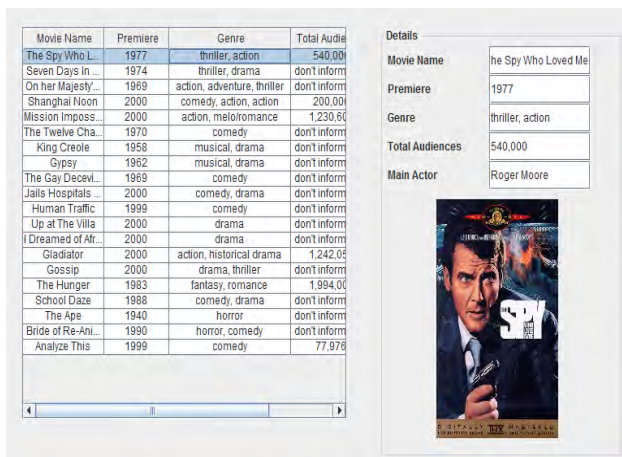 Movie Name Premiere Genre Total Audie
The Spy Who L... 1977 thriller, action 540,00
Seven Days In ... 1974 thriller, drama don't inform
On her Majesty'... 1969 action, adventure, thriller don't inform
Shanghai Noon 2000 comedy, action, action 200,00
Mission Imposs... 2000 action, melo/romance 1,230,60
The Twelve Cha... 1970 comedy don't inform
King Creole 1958 musical, drama don't inform
Gypsy 1962 musical, drama don't inform
The Gay Decevi... 1969 comedy don't inform
Jails Hospitals ... 2000 comedy, drama don't inform
Human Traffic 1999 comedy don't inform
Up at The Villa 2000 drama don't inform
I Dreamed of Afr... 2000 drama don't inform
Gladiator 2000 action, historical drama 1,242,05
Gossip 2000 drama, thriller don't inform
The Hunger 1983 fantasy, romance 1,994,00
School Daze 1988 comedy, drama don't inform
The Ape 1940 horror don't inform
Bride of Re-Ani... 1990 horror, comedy don't inform
Analyze This 1999 comedy 77,976
Details
Movie Name he Spy Who Loved Me
Premiere 1977
Genre thriller, action
Total Audiences 540,000
Main Actor Roger Moore
THE SPY
DIGITALLY THX MASTERED